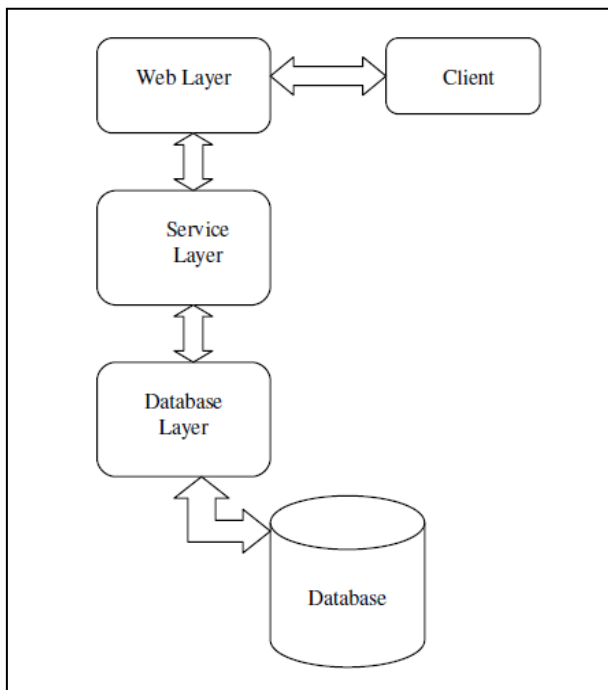 Web Layer
Client
Service
Layer
Database
Layer
Database